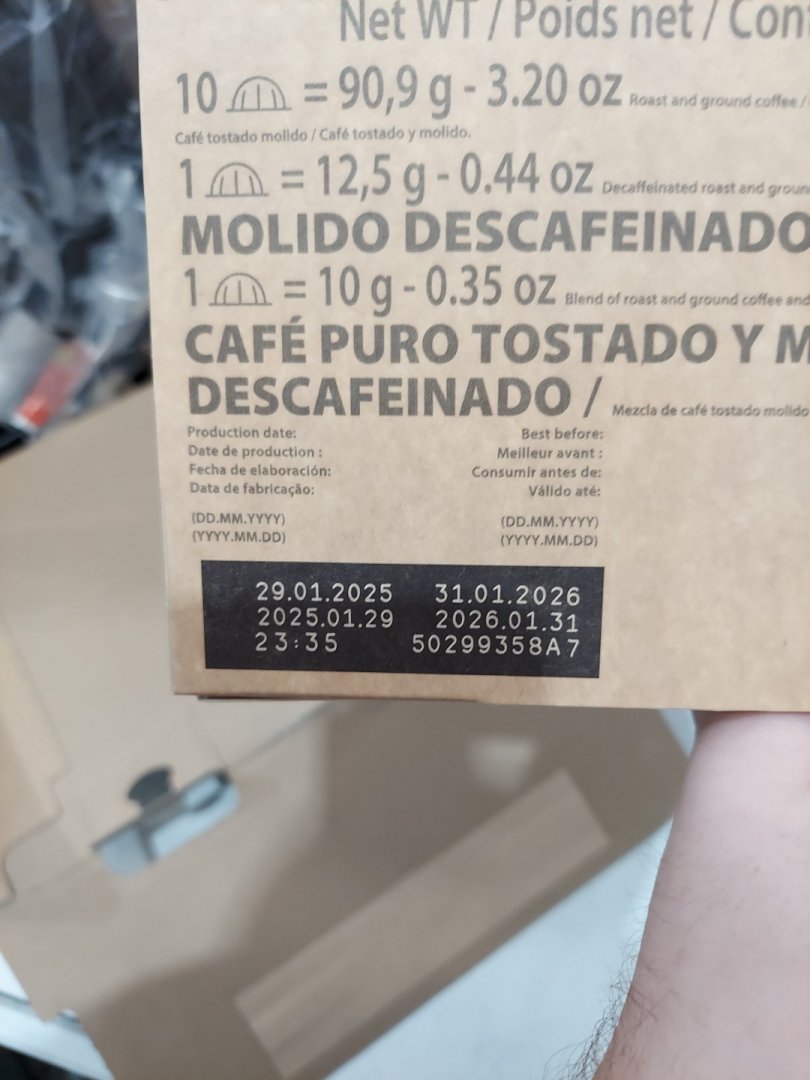 Net WT / Poids net /
10 = 90,9 g - 3.20 oz Roast and ground coffee /
Café tostado molido / Café tostado y molido.
1 = 12,5 g - 0.44 oz Decaffeinated roast and
MOLIDO DESCAFEINADO
1 = 10 g - 0.35 oz Blend of roast and ground coffee and
CAFÉ PURO TOSTADO Y
DESCAFEINADO / Mezcla de café tostado molido
Production date: Best before:
Date de production : Meilleur avant :
Fecha de elaboración: Consumir antes de:
Data de fabricação: Válido até:
(DD.MM.YYYY) (DD.MM.YYYY)
(YYYY.MM.DD) (YYYY.MM.DD)
29.01.2025 31.01.2026
2025.01.29 2026.01.31
23:35 50299358A7